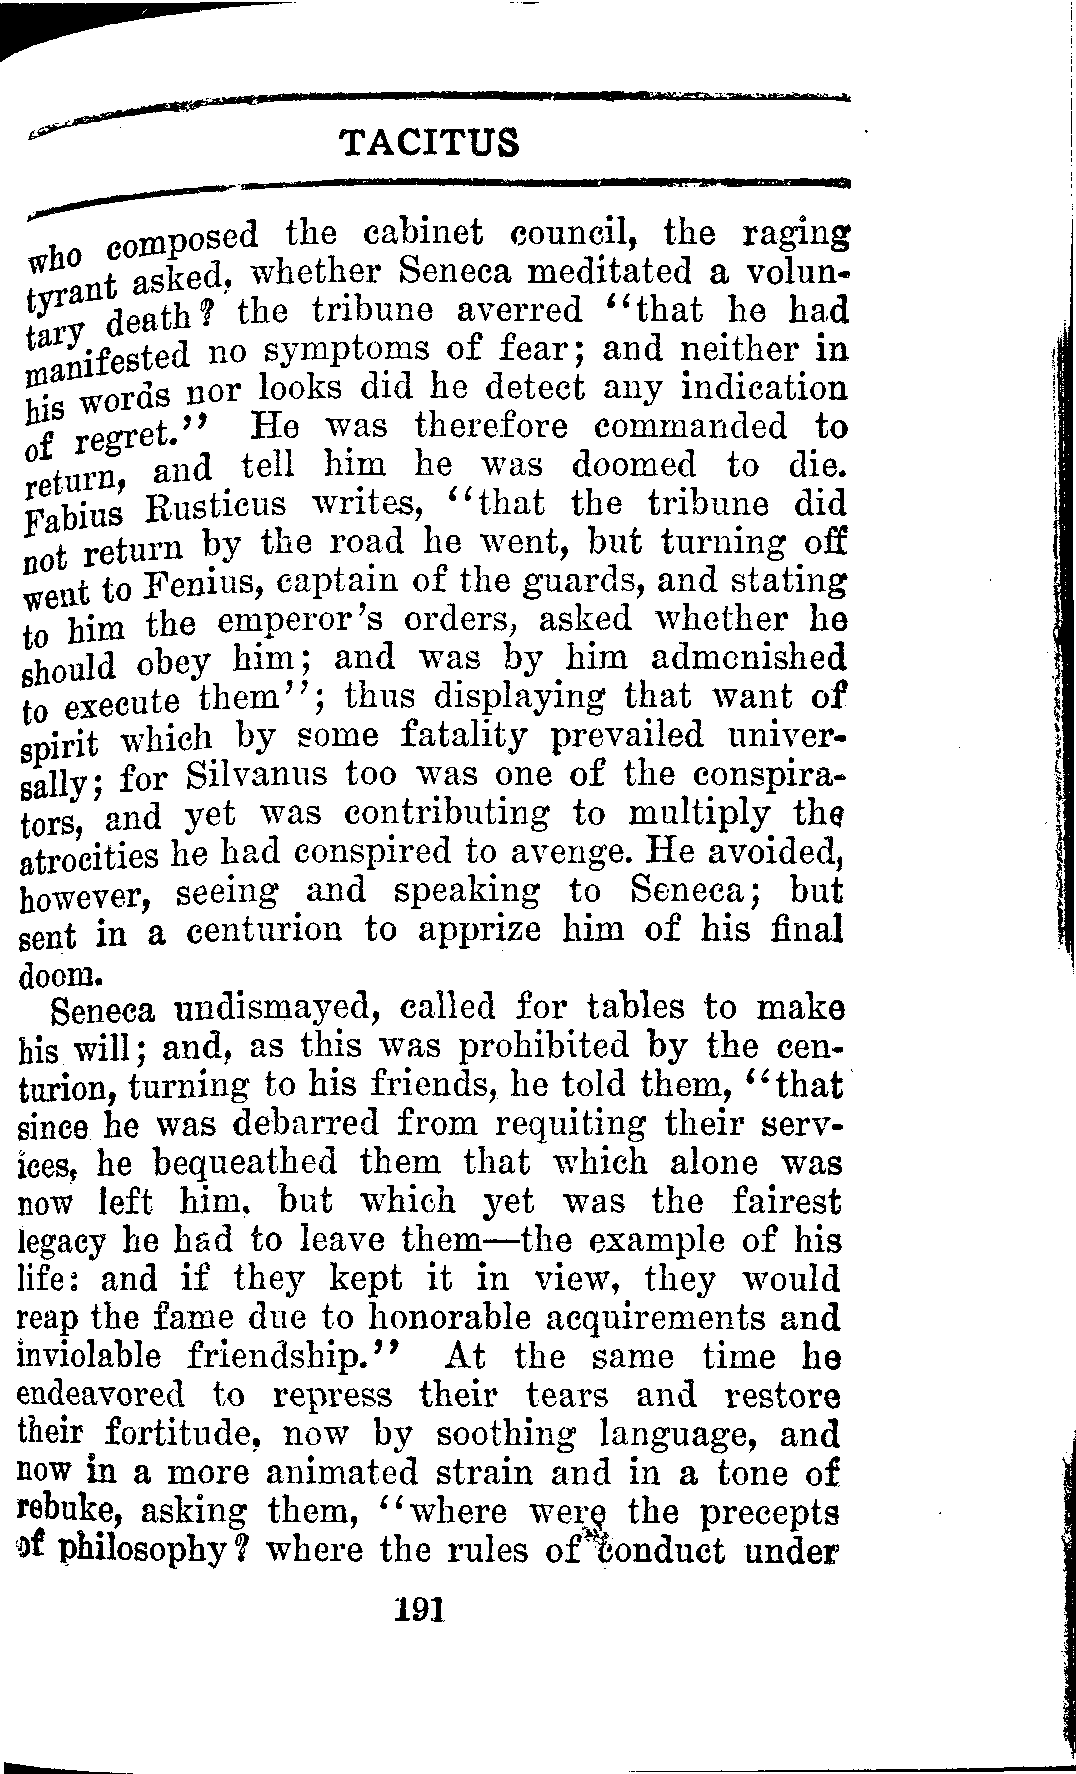 TACITUS
who composed the cabinet council, the raging
tyrant asked, whether Seneca meditated a volun-
tary death? the tribune averred "that he had
manifested no symptoms of fear; and neither in
his words nor looks did he detect any indication
of regret." He was therefore commanded to
return, and tell him he was doomed to die.
Fabius Rusticus writes, "that the tribune did
not return by the road he went, but turning off
went to Fenius, captain of the guards, and stating
to him the emperor's orders, asked whether he
should obey him; and was by him admonished
to execute them"; thus displaying that want of
spirit which by some fatality prevailed univer-
sally; for Silvanus too was one of the conspira-
tors, and yet was contributing to multiply the
atrocities he had conspired to avenge. He avoided,
however, seeing and speaking to Seneca; but
sent in a centurion to apprize him of his final
doom.
Seneca undismayed, called for tables to make
his will; and, as this was prohibited by the cen-
turion, turning to his friends, he told them, "that
since he was debarred from requiting their serv-
ices, he bequeathed them that which alone was
now left him, but which yet was the fairest
legacy he had to leave them—the example of his
life: and if they kept it in view, they would
reap the fame due to honorable acquirements and
inviolable friendship." At the same time he
endeavored to repress their tears and restore
their fortitude, now by soothing language, and
now in a more animated strain and in a tone of
rebuke, asking them, "where were the precepts
of philosophy? where the rules of conduct under
191